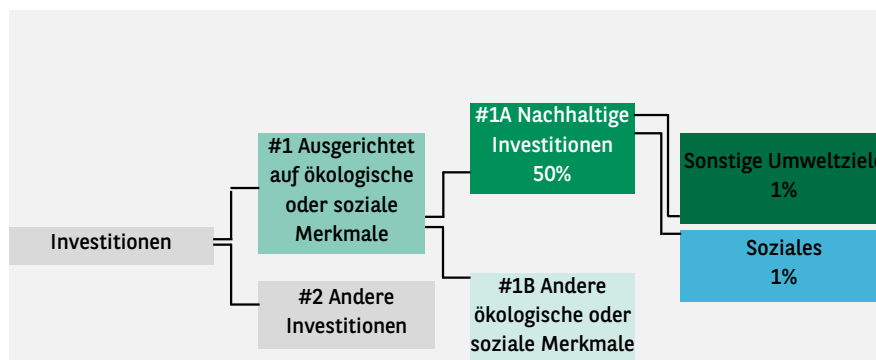 Investitionen
#1 Ausgerichtet
auf ökologische
oder soziale
Merkmale
#2 Andere
Investitionen
#1A Nachhaltige
Investitionen
50%
#1B Andere
ökologische oder
soziale Merkmale
Sonstige Umweltziele
1%
Soziales
1%